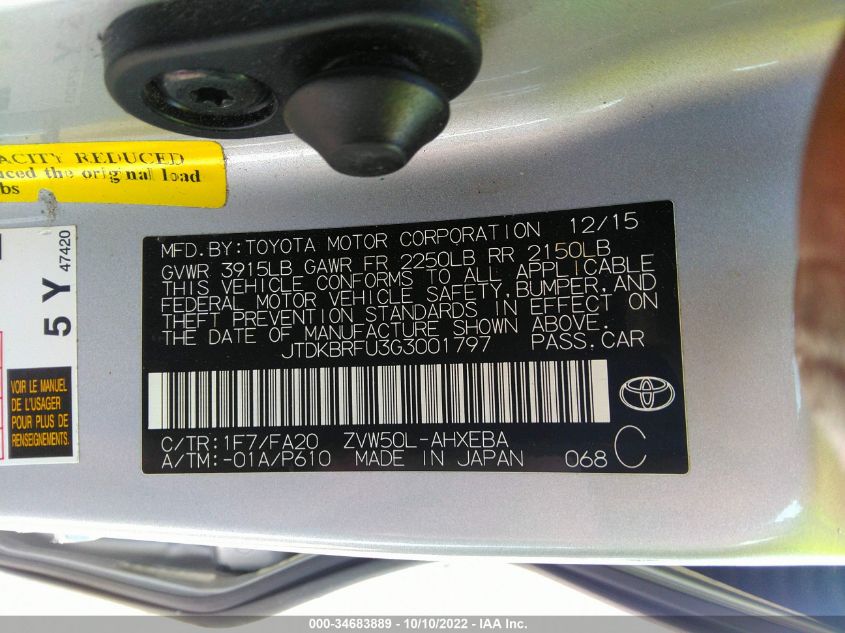 ACITY REDUCED
uced the original load
bs
5 Y
47420
VOIR LE MANUEL
DE L'USAGER
POUR PLUS DE
RENSEIGNEMENTS
MFD.BY:TOYOTA MOTOR CORPORATION 12/15
GVWR 3915LB GAWR FR 2250LB RR 2150LB
THIS VEHICLE CONFORMS TO ALL APPLICABLE
FEDERAL MOTOR VEHICLE SAFETY,BUMPER,AND
THEFT PREVENTION STANDARDS IN EFFECT ON
THE DATE OF MANUFACTURE SHOWN ABOVE.
JTDKBRFU3G3001797 PASS.CAR
C/TR:1F7/FA20 ZVW50L-AHXEBA
A/TM:-01A/P610 MADE IN JAPAN 068 C
000-34683889 - 10/10/2022 - IAA Inc.